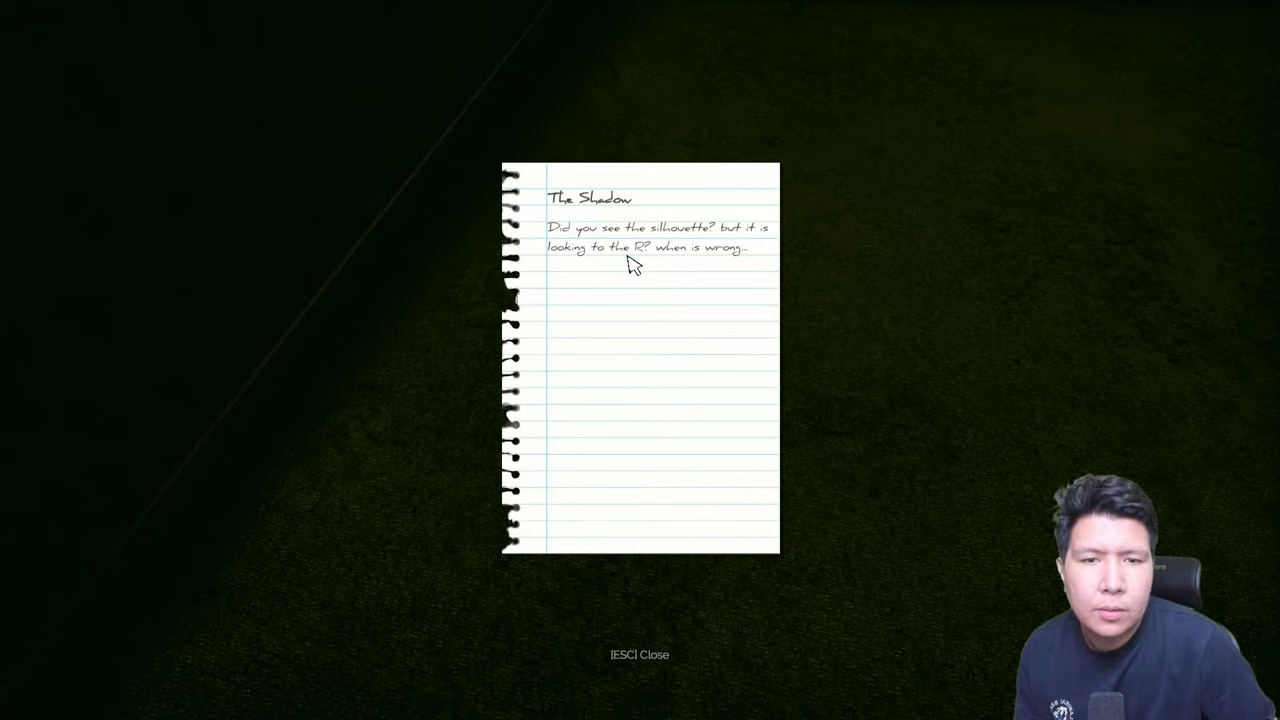 The Shadow
Did you see the silhouette? but it is
looking to the R? when is wrong...
[ESC] Close